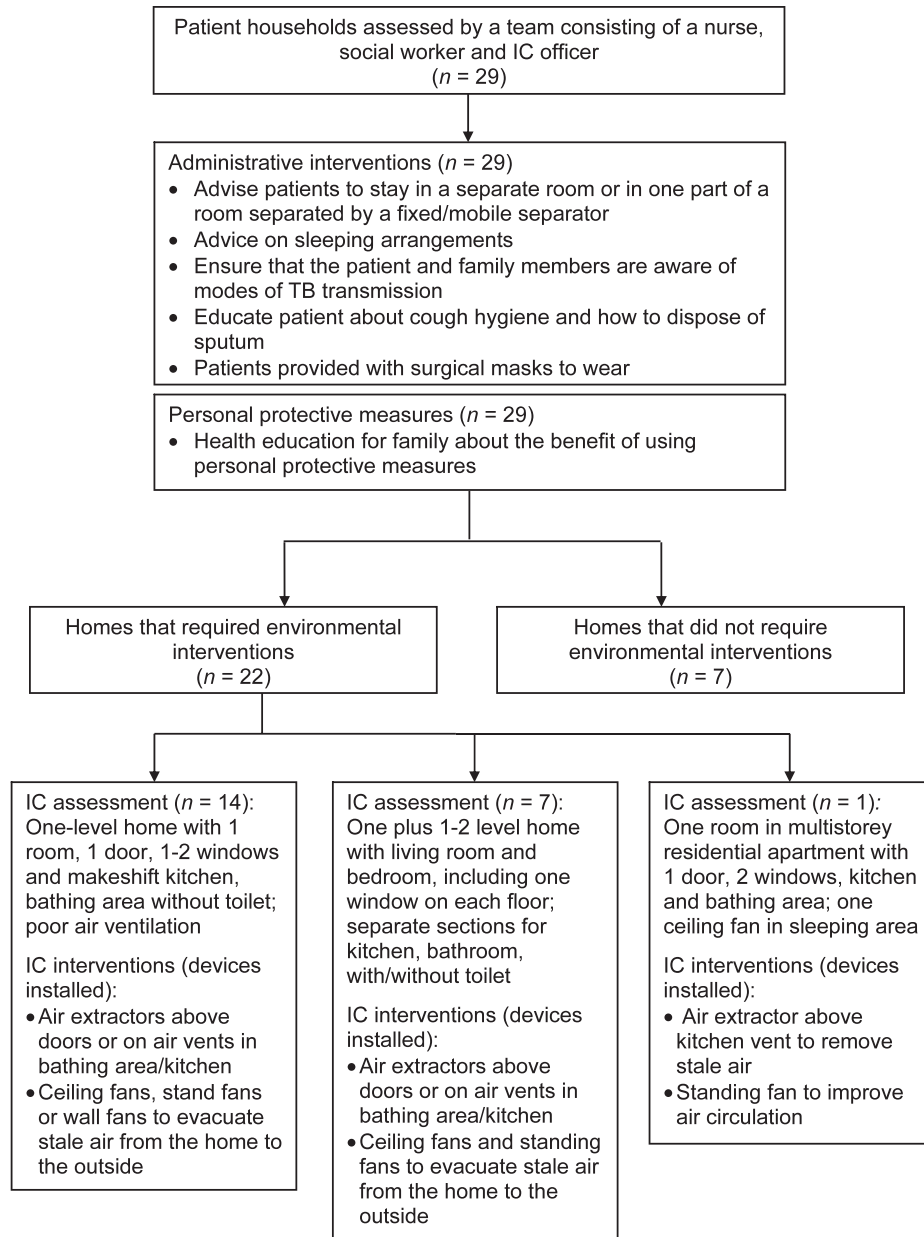 Patient households assessed by a team consisting of a nurse,
social worker and IC officer
(n = 29)
Administrative interventions (n = 29)
• Advise patients to stay in a separate room or in one part of a
room separated by a fixed/mobile separator
• Advice on sleeping arrangements
• Ensure that the patient and family members are aware of
modes of TB transmission
• Educate patient about cough hygiene and how to dispose of
sputum
• Patients provided with surgical masks to wear
Personal protective measures (n = 29)
• Health education for family about the benefit of using
personal protective measures
Homes that required environmental
interventions
(n = 22)
Homes that did not require
environmental interventions
(n = 7)
IC assessment (n = 14):
One-level home with 1
room, 1 door, 1-2 windows
and makeshift kitchen,
bathing area without toilet;
poor air ventilation
IC interventions (devices
installed):
• Air extractors above
doors or on air vents in
bathing area/kitchen
• Ceiling fans, stand fans
or wall fans to evacuate
stale air from the home to
the outside
IC assessment (n = 7):
One plus 1-2 level home
with living room and
bedroom, including one
window on each floor;
separate sections for
kitchen, bathroom,
with/without toilet
IC interventions (devices
installed):
• Air extractors above
doors or on air vents in
bathing area/kitchen
• Ceiling fans and standing
fans to evacuate stale air
from the home to the
outside
IC assessment (n = 1):
One room in multistorey
residential apartment with
1 door, 2 windows, kitchen
and bathing area; one
ceiling fan in sleeping area
IC interventions (devices
installed):
• Air extractor above
kitchen vent to remove
stale air
• Standing fan to improve
air circulation